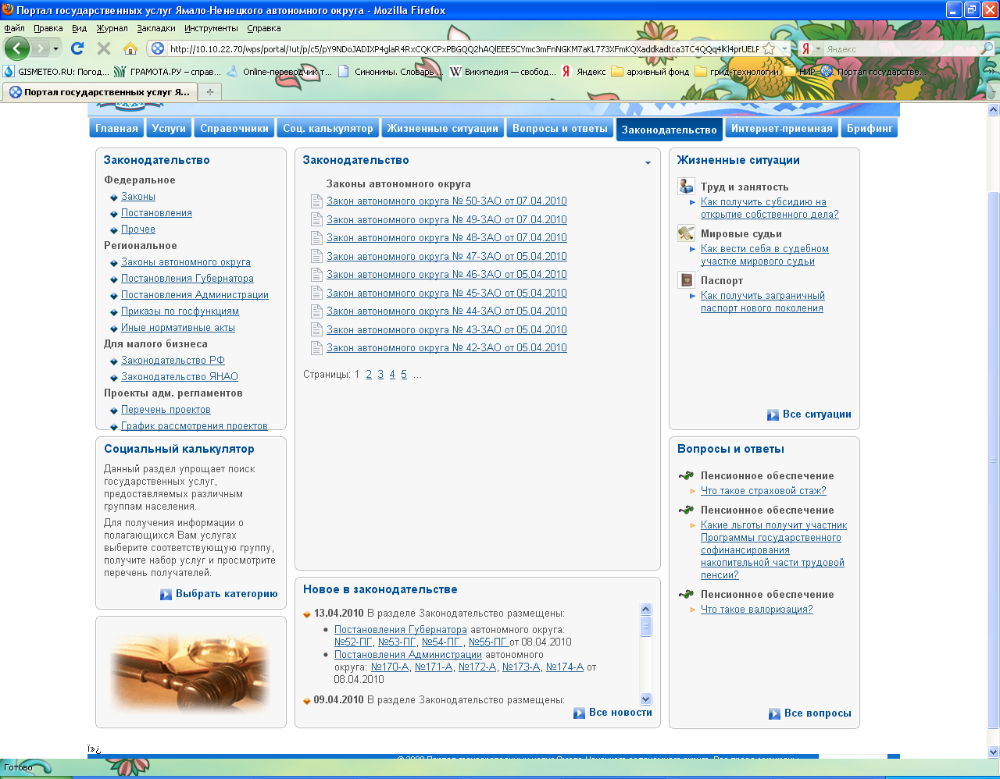 Портал государственных услуг Ямало-Ненецкого автономного округа - Mozilla Firefox
Файл Правка Вид Журнал Закладки Инструменты Справка
Яндекс
GISMETEO.RU: Погод... ГРАМОТА.РУ – справ... Online-переводчик т... Синонимы. Словарь ... Википедия — свобод... Яндекс архивный фонд грид-технологии НИР Портал государстве...
Портал государственных услуг Я...
Главная Услуги Справочники Соц. калькулятор Жизненные ситуации Вопросы и ответы Законодательство Интернет-приемная Брифинг
Законодательство
Федеральное
Законы
Постановления
Прочее
Региональное
Законы автономного округа
Постановления Губернатора
Постановления Администрации
Приказы по госфункциям
Иные нормативные акты
Для малого бизнеса
Законодательство РФ
Законодательство ЯНАО
Проекты адм. регламентов
Перечень проектов
График рассмотрения проектов
Социальный калькулятор
Данный раздел упрощает поиск
государственных услуг,
предоставляемых различным
группам населения.
Для получения информации о
полагающихся Вам услугах
выберите соответствующую группу,
получите набор услуг и просмотрите
перечень получателей.
Выбрать категорию
Законодательство
Законы автономного округа
Закон автономного округа № 50-ЗАО от 07.04.2010
Закон автономного округа № 49-ЗАО от 07.04.2010
Закон автономного округа № 48-ЗАО от 07.04.2010
Закон автономного округа № 47-ЗАО от 05.04.2010
Закон автономного округа № 46-ЗАО от 05.04.2010
Закон автономного округа № 45-ЗАО от 05.04.2010
Закон автономного округа № 44-ЗАО от 05.04.2010
Закон автономного округа № 43-ЗАО от 05.04.2010
Закон автономного округа № 42-ЗАО от 05.04.2010
Страницы: 1 2 3 4 5 ...
Новое в законодательстве
13.04.2010 В разделе Законодательство размещены:
Постановления Губернатора автономного округа:
№52-ПГ, №53-ПГ, №54-ПГ , №55-ПГ от 08.04.2010
Постановления Администрации автономного
округа: №170-А, №171-А, №172-А, №173-А, №174-А от
08.04.2010
09.04.2010 В разделе Законодательство размещены:
Все новости
Жизненные ситуации
Труд и занятость
Как получить субсидию на
открытие собственного дела?
Мировые судьи
Как вести себя в судебном
участке мирового судьи
Паспорт
Как получить заграничный
паспорт нового поколения
Все ситуации
Вопросы и ответы
Пенсионное обеспечение
Что такое страховой стаж?
Пенсионное обеспечение
Какие льготы получит участник
Программы государственного
софинансирования
накопительной части трудовой
пенсии?
Пенсионное обеспечение
Что такое валоризация?
Все вопросы
ï»¿
Готово